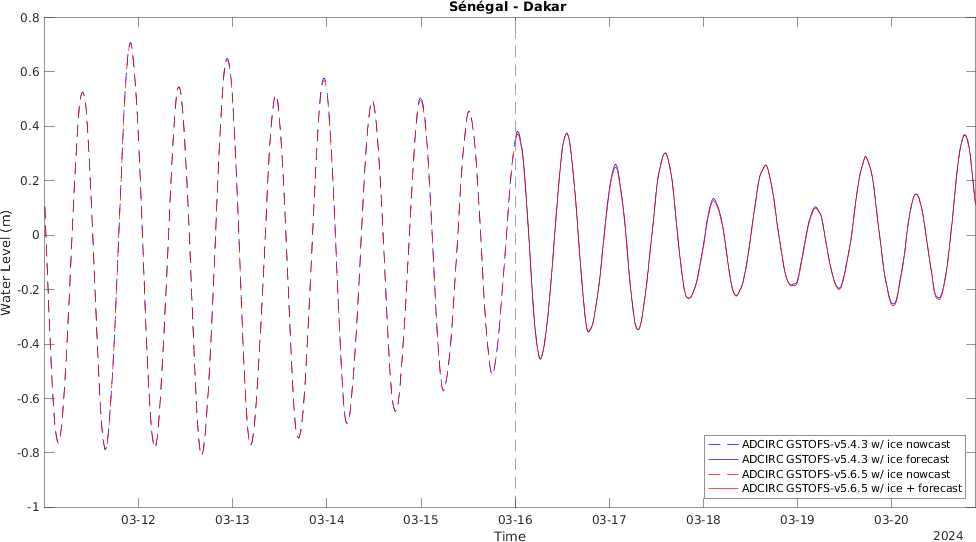 Sénégal - Dakar
0.8
0.6
0.4
0.2
0
-0.2
-0.4
-0.6
-0.8
-1
Water Level (m)
ADCIRC GSTOFS-v5.4.3 w/ ice nowcast
ADCIRC GSTOFS-v5.4.3 w/ ice forecast
ADCIRC GSTOFS-v5.6.5 w/ ice nowcast
ADCIRC GSTOFS-v5.6.5 w/ ice + forecast
03-12 03-13 03-14 03-15 03-16 03-17 03-18 03-19 03-20
Time
2024